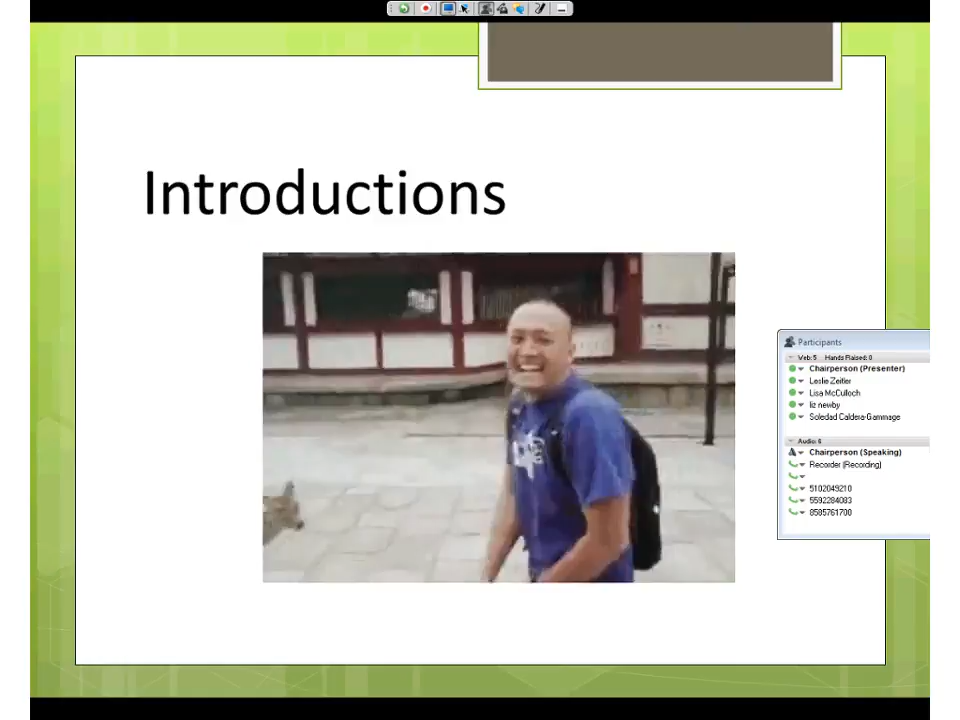 Introductions
Participants
Web: 5 Hands Raised: 0
Chairperson (Presenter)
Leslie Zeitler
Lisa McCulloch
liz newby
Soledad Caldera-Gammage
Audio: 6
Chairperson (Speaking)
Recorder (Recording)
5102049210
5592284083
8585761700